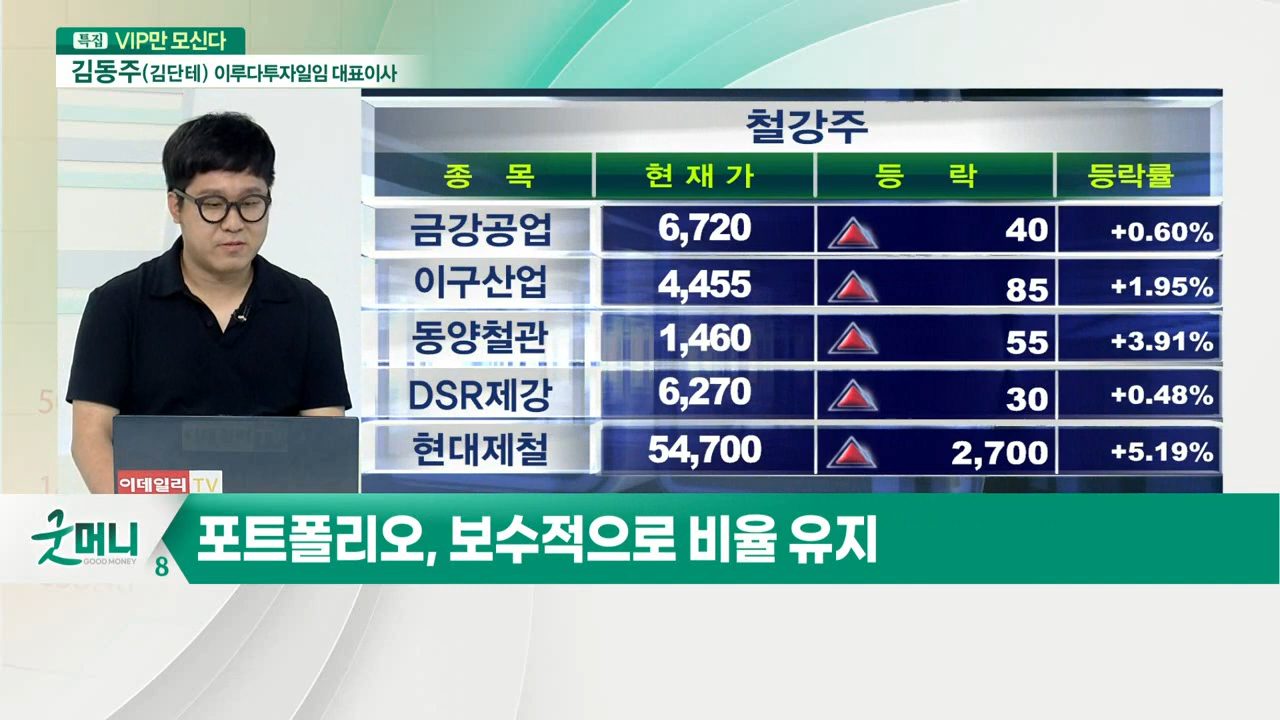 특집 VIP만 모신다
김동주(김단테) 이루다투자일임 대표이사
철강주
종 목 현 재 가 등 락 등락률
금강공업 6,720 ▲ 40 +0.60%
이구산업 4,455 ▲ 85 +1.95%
동양철관 1,460 ▲ 55 +3.91%
DSR제강 6,270 ▲ 30 +0.48%
현대제철 54,700 ▲ 2,700 +5.19%
이데일리TV
굿머니
GOOD MONEY
8
포트폴리오, 보수적으로 비율 유지